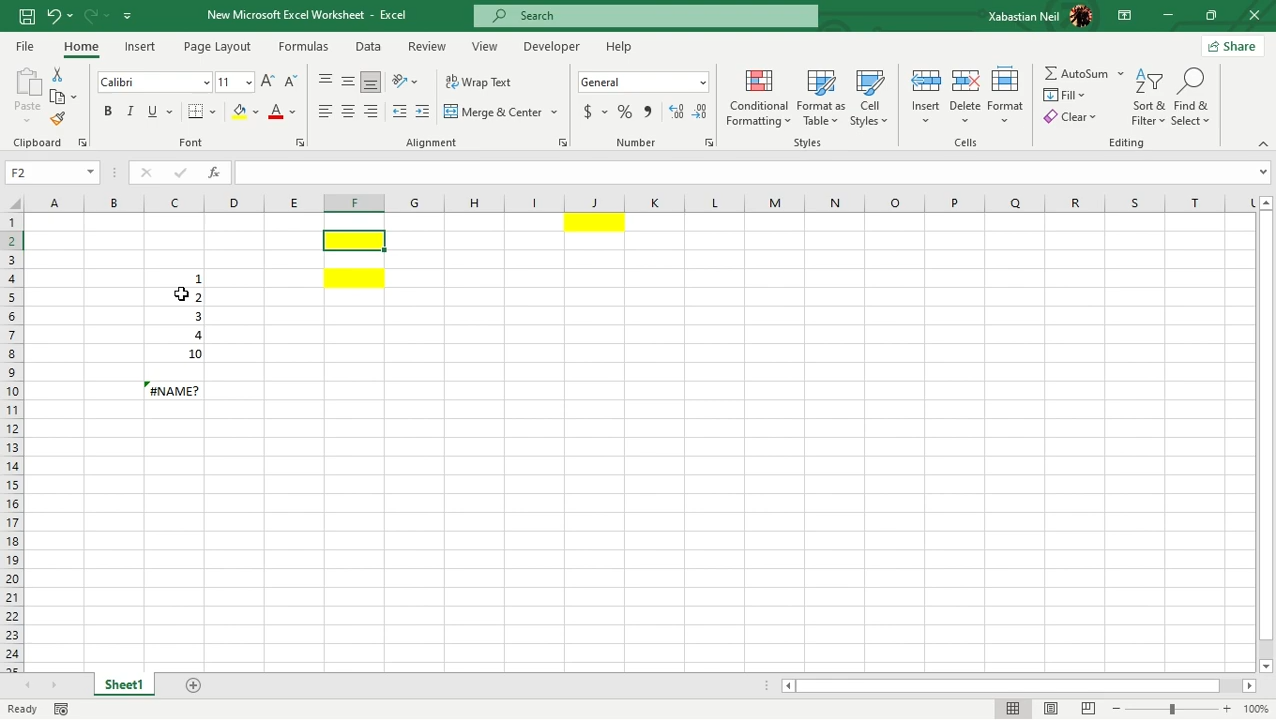 New Microsoft Excel Worksheet - Excel
Search
Xabastian Neil
File Home Insert Page Layout Formulas Data Review View Developer Help
Share
Paste
Clipboard
Calibri 11
B I U
Font
Wrap Text
Merge & Center
Alignment
General
$ % 9
Number
Conditional Formatting
Format as Table
Cell Styles
Styles
Insert Delete Format
Cells
AutoSum
Fill
Clear
Sort & Filter
Find & Select
Editing
F2 fx
A B C D E F G H I J K L M N O P Q R S T U
1
2
3
4 1
5 2
6 3
7 4
8 10
9
10 #NAME?
11
12
13
14
15
16
17
18
19
20
21
22
23
24
25
Sheet1
Ready
100%